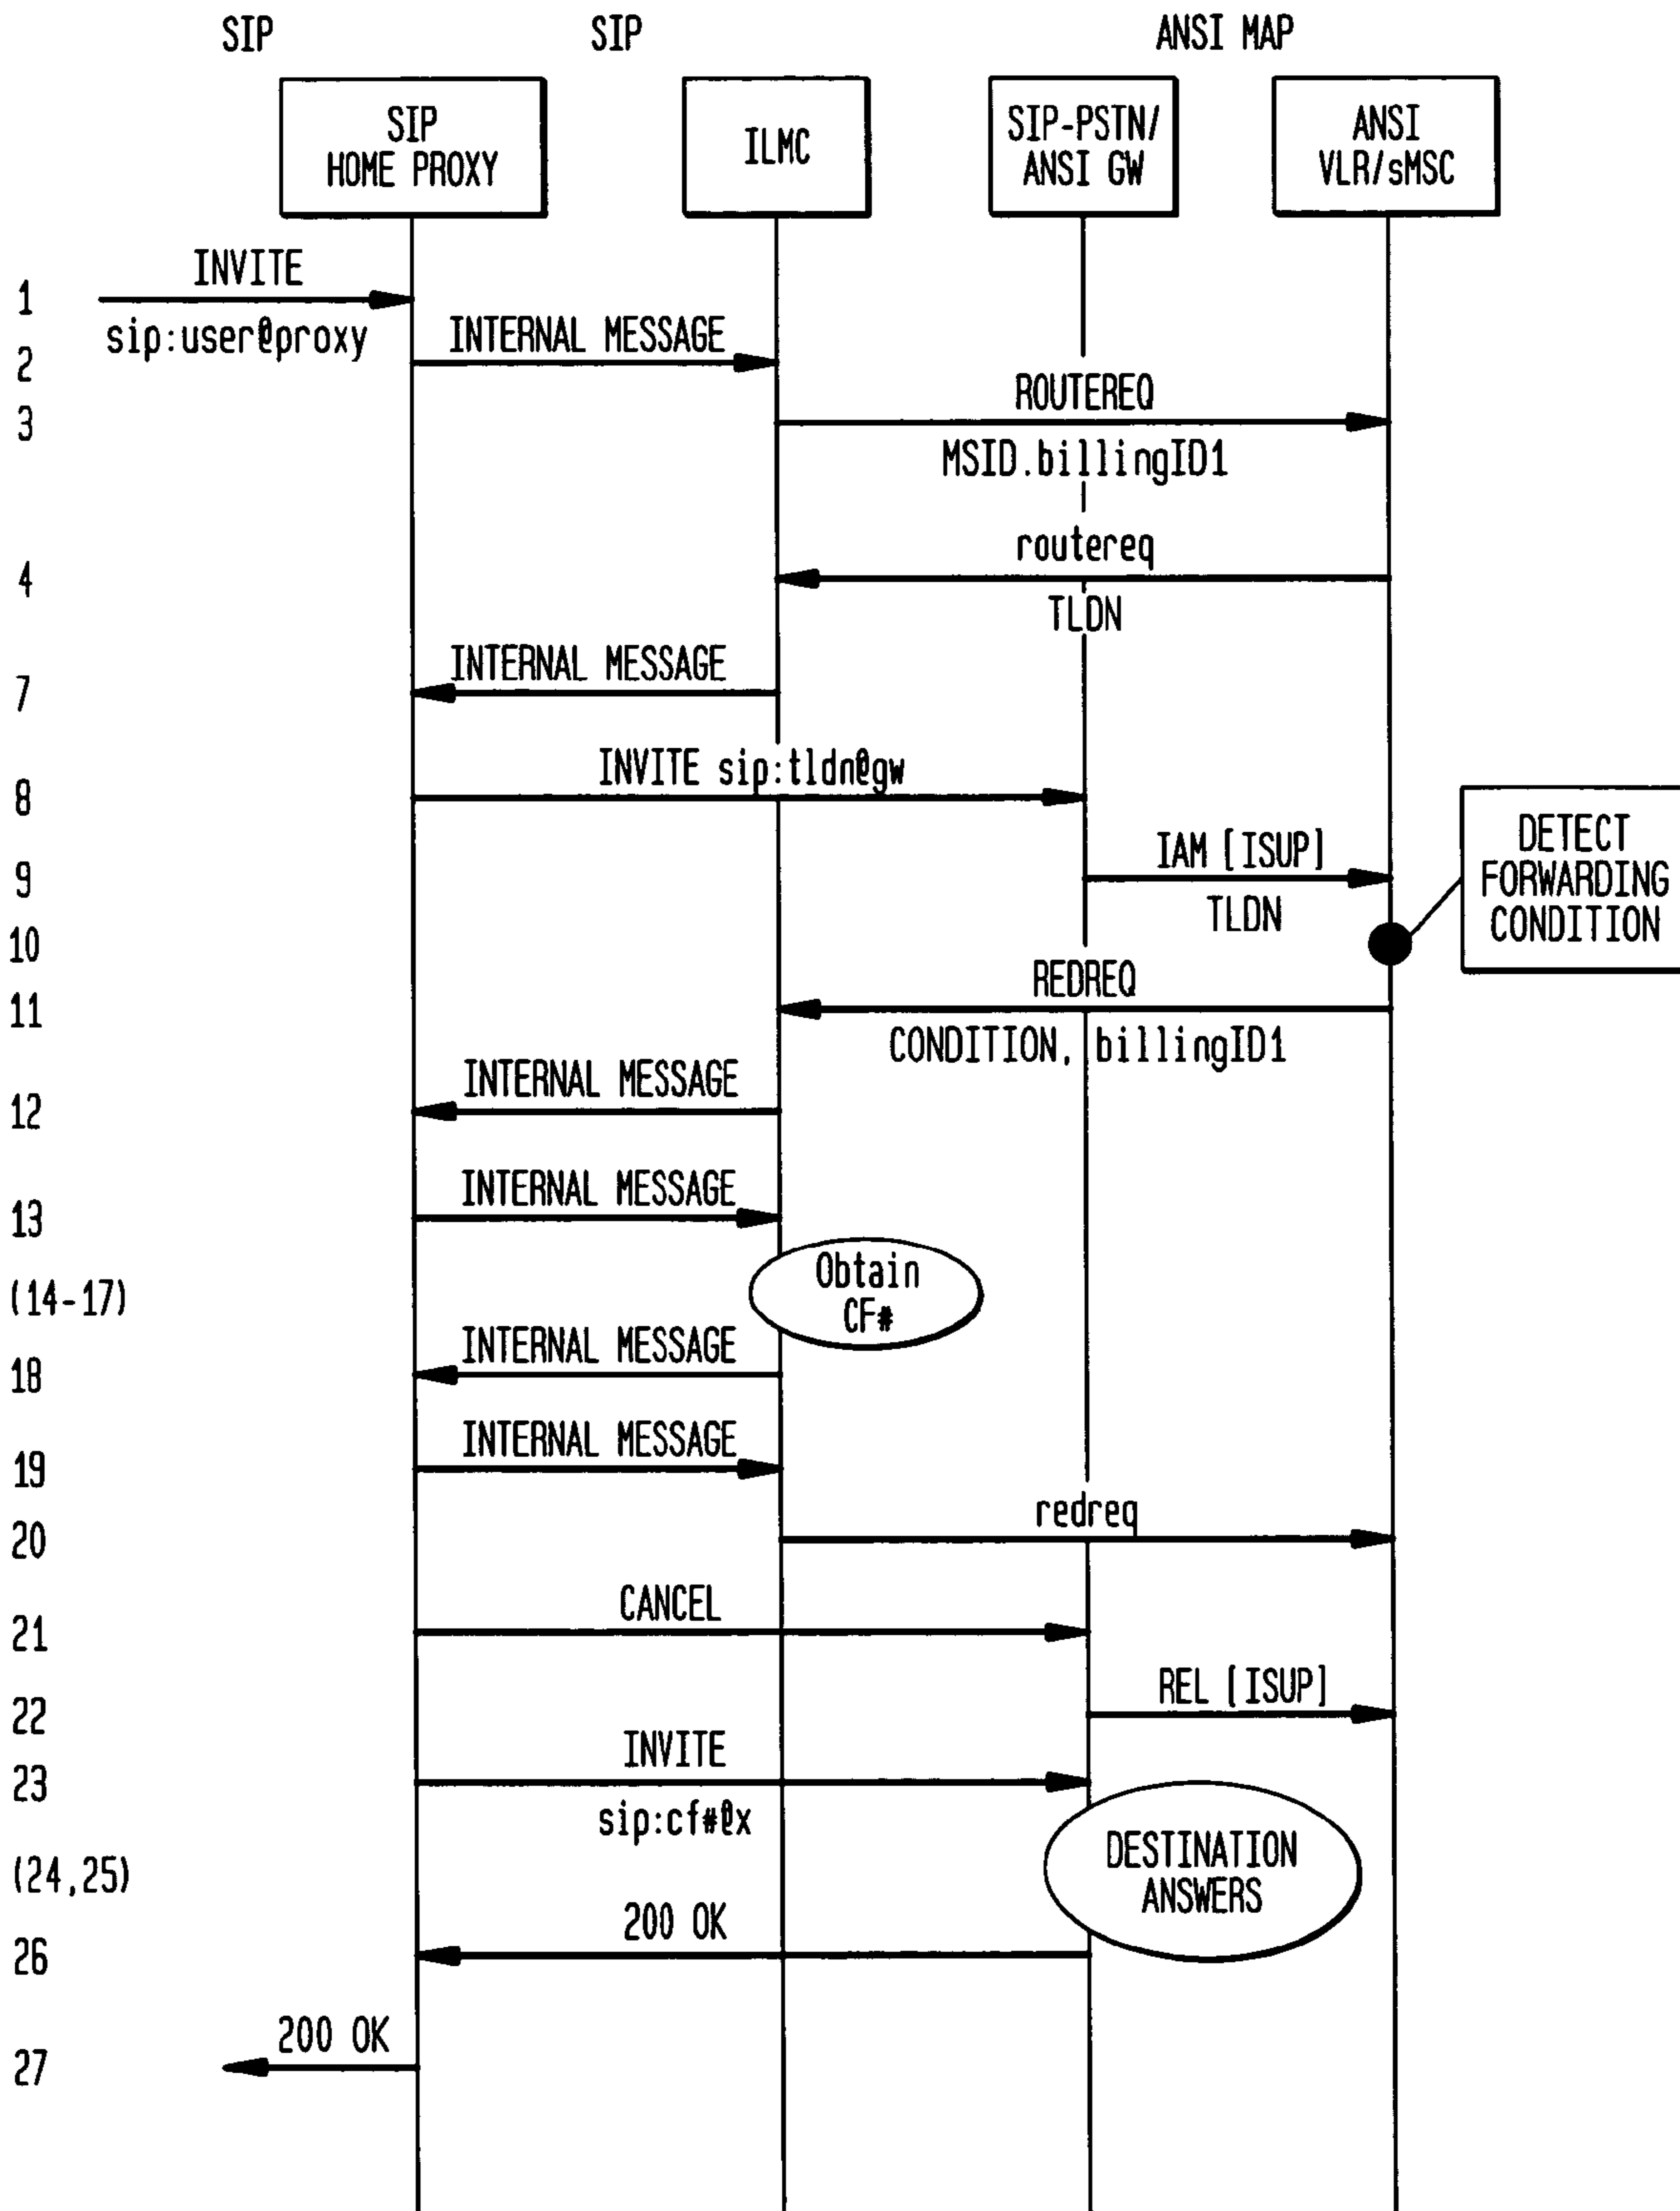 SIP SIP ANSI MAP
SIP
HOME PROXY
ILMC
SIP-PSTN/
ANSI GW
ANSI
VLR/sMSC
INVITE
1
sip:user@proxy
INTERNAL MESSAGE
2
ROUTEREQ
3
MSID.billingID1
routereq
4
TLDN
INTERNAL MESSAGE
7
INVITE sip:tldn@gw
8
DETECT
FORWARDING
CONDITION
IAM [ISUP]
9
TLDN
10
REDREQ
11
CONDITION, billingID1
INTERNAL MESSAGE
12
INTERNAL MESSAGE
13
Obtain
CF#
(14-17)
INTERNAL MESSAGE
18
INTERNAL MESSAGE
19
redreq
20
CANCEL
21
REL [ISUP]
22
INVITE
23
sip:cf#@x
DESTINATION
ANSWERS
(24,25)
200 OK
26
200 OK
27